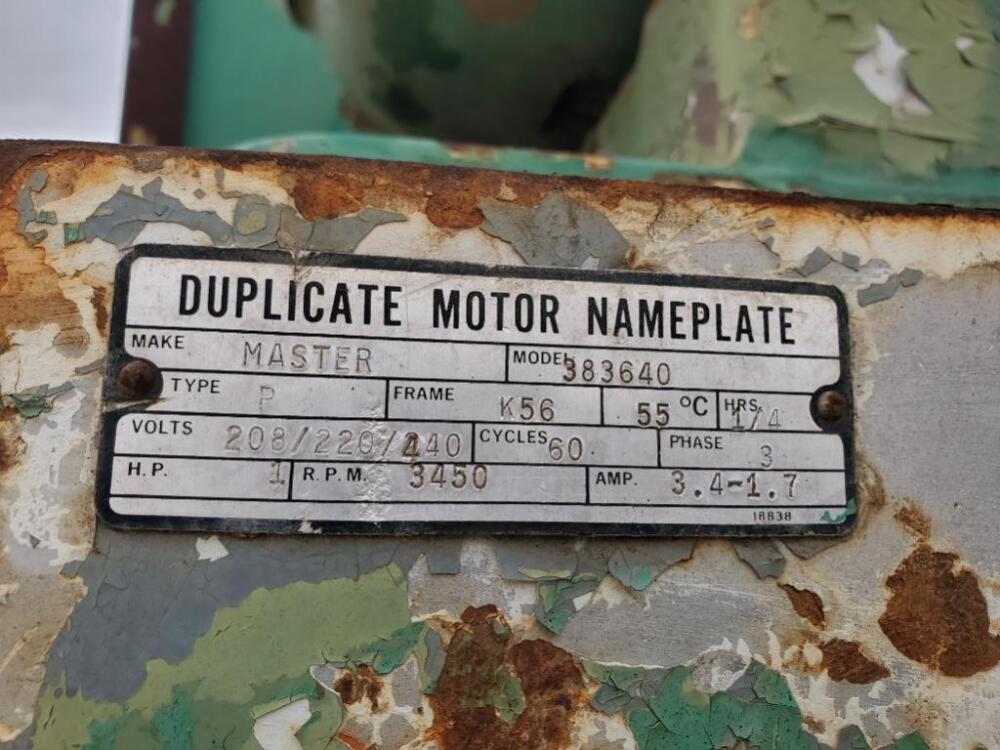 DUPLICATE MOTOR NAMEPLATE
MAKE MASTER MODEL 383640
TYPE P FRAME K56 55 °C HRS. 1/4
VOLTS 208/220/440 CYCLES 60 PHASE 3
H.P. 1 R.P.M. 3450 AMP. 3.4-1.7
18838